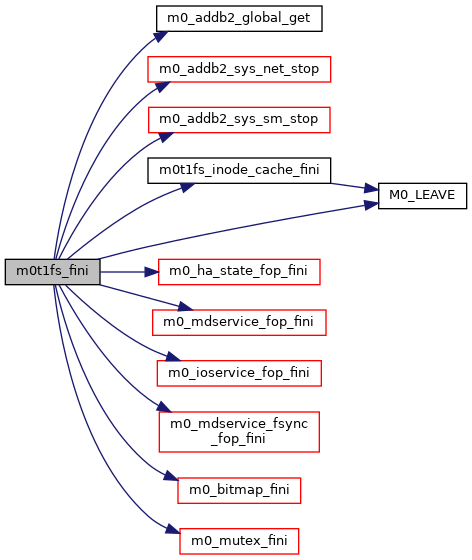 m0_addb2_global_get
m0_addb2_sys_net_stop
m0_addb2_sys_sm_stop
m0t1fs_inode_cache_fini
M0_LEAVE
m0t1fs_fini
m0_ha_state_fop_fini
m0_mdservice_fop_fini
m0_ioservice_fop_fini
m0_mdservice_fsync
_fop_fini
m0_bitmap_fini
m0_mutex_fini